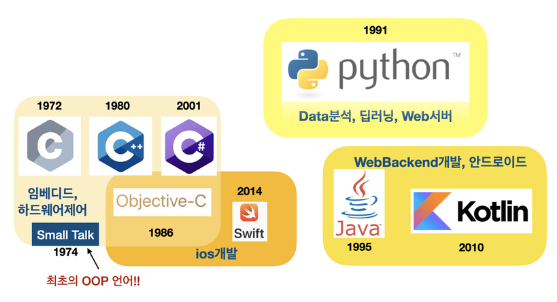 1991
python™
Data분석, 딥러닝, Web서버
1972
1980
2001
C
C++
C#
임베디드,
하드웨어제어
Objective-C
1986
Small Talk
1974
최초의 OOP 언어!!
2014
Swift
ios개발
WebBackend개발, 안드로이드
Java™
1995
Kotlin
2010